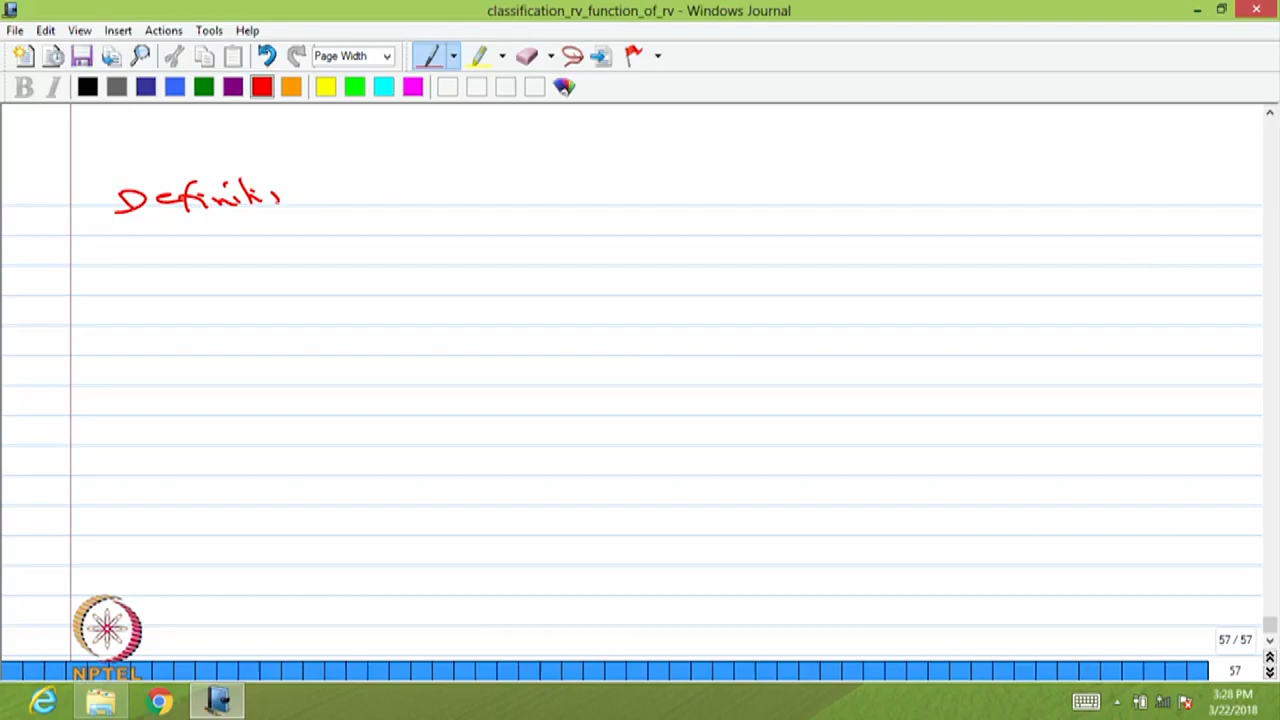 classification_rv_function_of_rv - Windows Journal
File Edit View Insert Actions Tools Help
Page Width
B I
Definiti
57 / 57
NPTEL
57
3:28 PM
3/22/2018